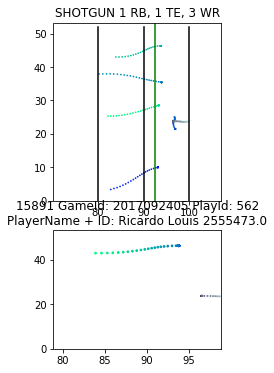 SHOTGUN 1 RB, 1 TE, 3 WR
50
40
30
20
10
0
80 90 100
15891 GameId: 2017092405 PlayId: 562
PlayerName + ID: Ricardo Louis 2555473.0
40
20
0
80 85 90 95